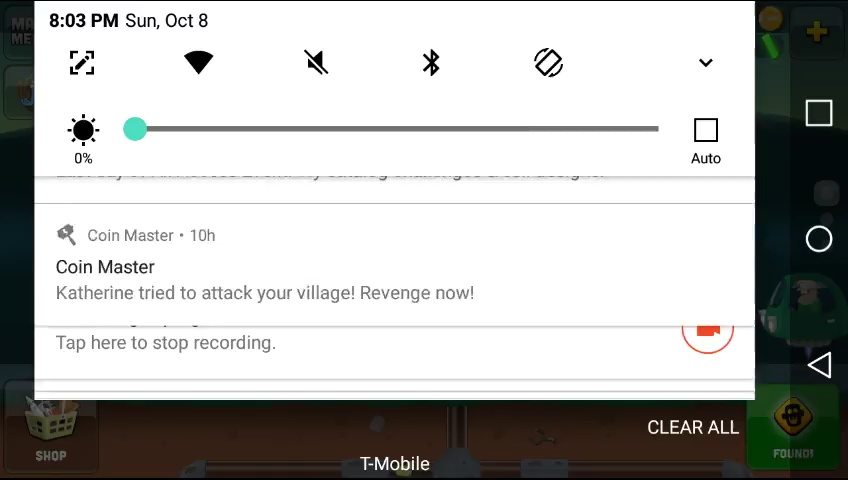 8:03 PM Sun, Oct 8
0%
Auto
Coin Master • 10h
Coin Master
Katherine tried to attack your village! Revenge now!
Tap here to stop recording.
CLEAR ALL
SHOP
FOUND!
T-Mobile